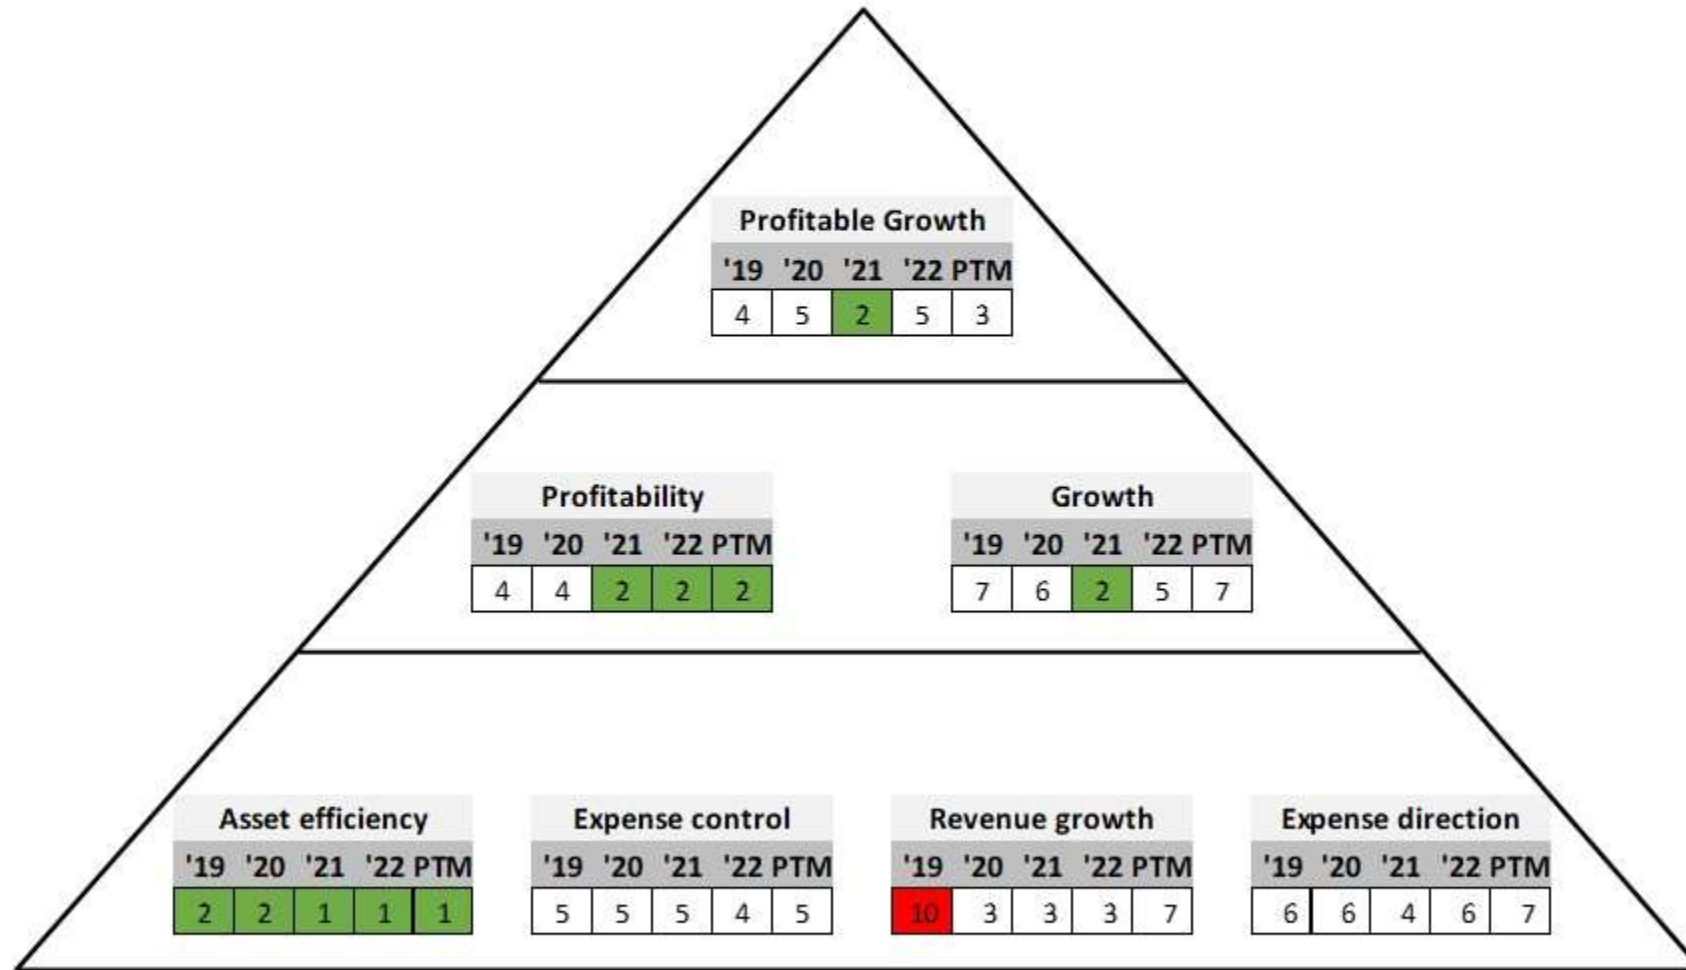 Profitable Growth
'19 '20 '21 '22 PTM
4 5 2 5 3
Profitability
'19 '20 '21 '22 PTM
4 4 2 2 2
Growth
'19 '20 '21 '22 PTM
7 6 2 5 7
Asset efficiency
'19 '20 '21 '22 PTM
2 2 1 1 1
Expense control
'19 '20 '21 '22 PTM
5 5 5 4 5
Revenue growth
'19 '20 '21 '22 PTM
10 3 3 3 7
Expense direction
'19 '20 '21 '22 PTM
6 6 4 6 7